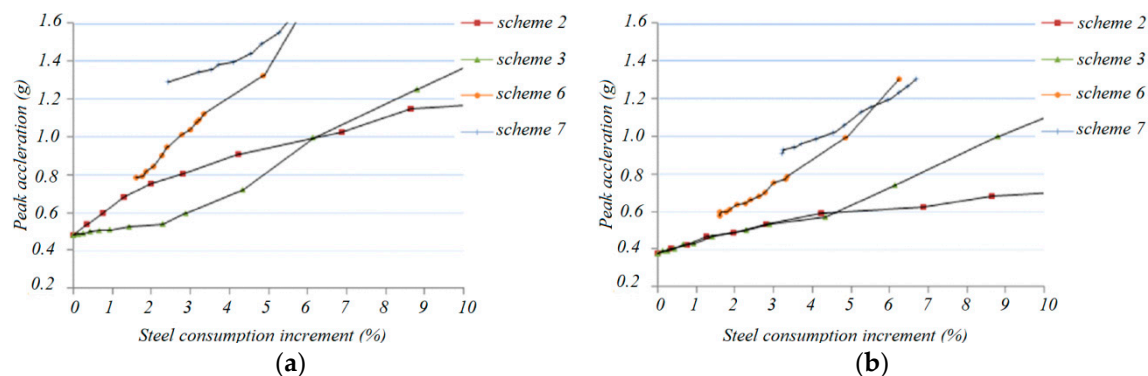 1.6
1.4
1.2
1.0
0.8
0.6
0.4
0.2
Peak accleration (g)
0 1 2 3 4 5 6 7 8 9 10
Steel consumption increment (%)
scheme 2
scheme 3
scheme 6
scheme 7
(a)
1.6
1.4
1.2
1.0
0.8
0.6
0.4
0.2
Peak accleration (g)
0 1 2 3 4 5 6 7 8 9 10
Steel consumption increment (%)
scheme 2
scheme 3
scheme 6
scheme 7
(b)